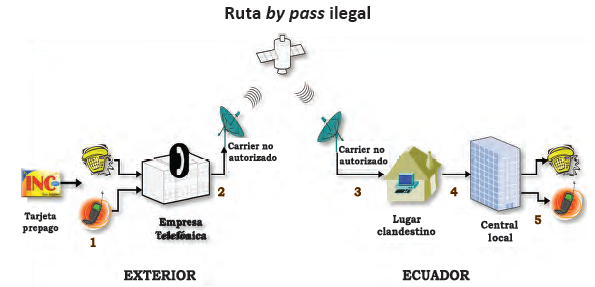 Ruta by pass ilegal
Carrier no
autorizado
Carrier no
autorizado
INC
Tarjeta
prepago
1
2
Empresa
Telefónica
3
Lugar
clandestino
4
Central
local
5
EXTERIOR
ECUADOR